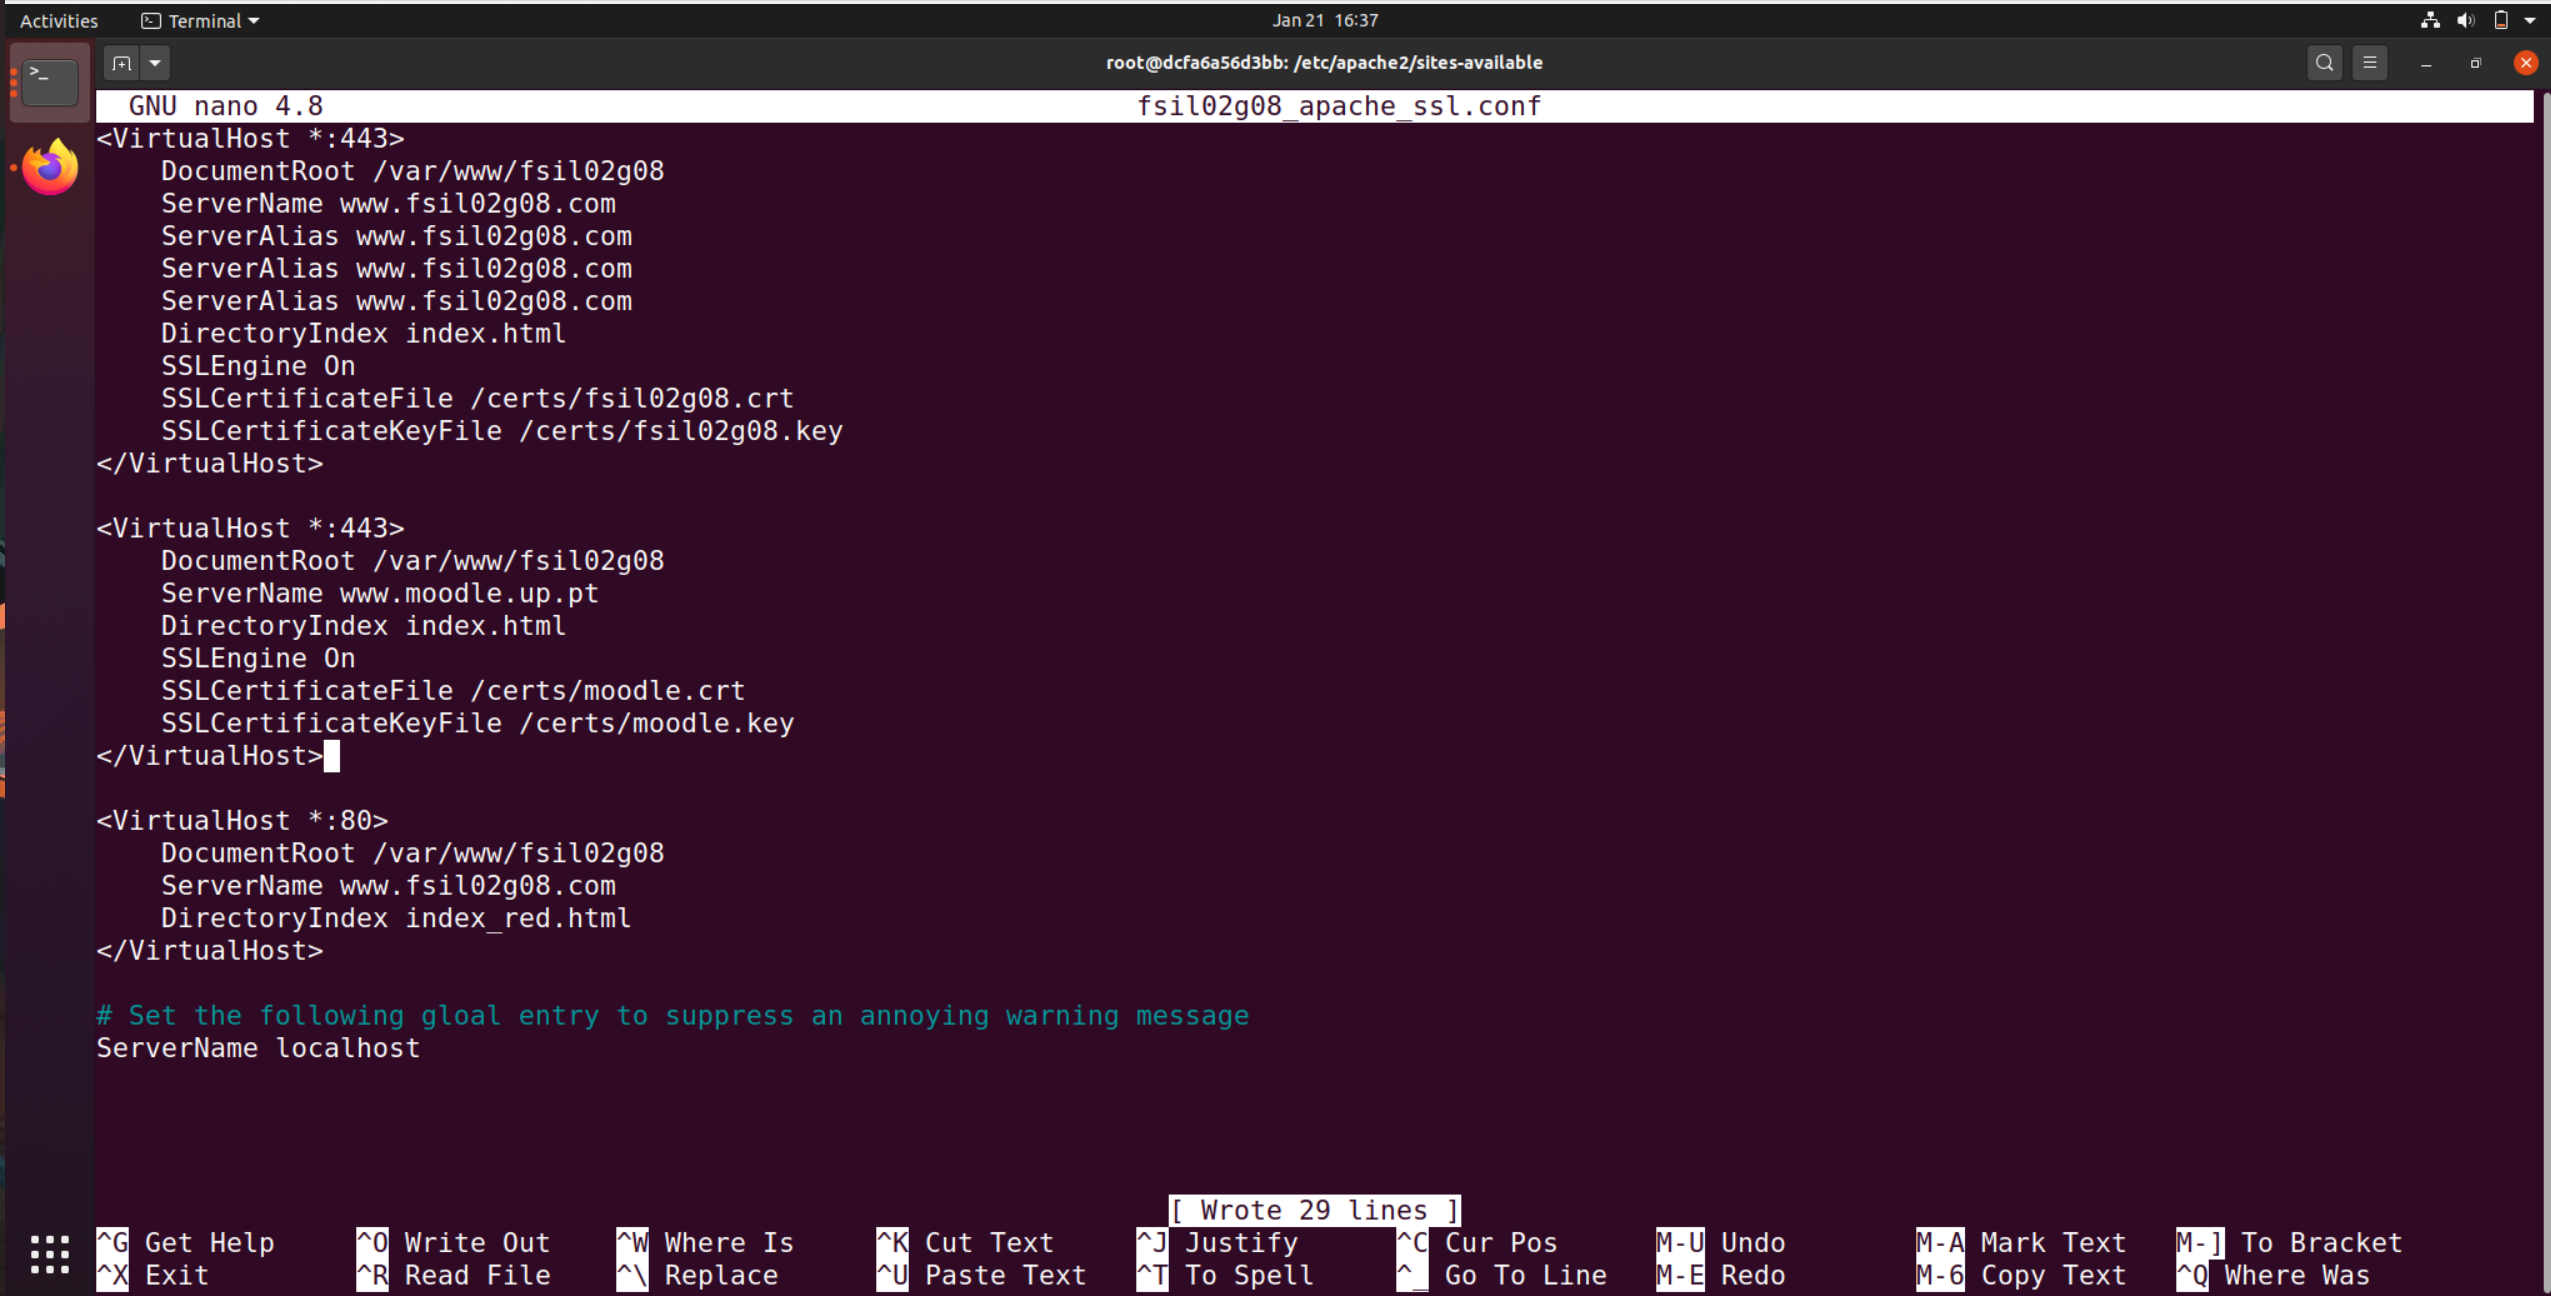 Activities Terminal Jan 21 16:37
root@dcfa6a56d3bb: /etc/apache2/sites-available
GNU nano 4.8 fsil02g08_apache_ssl.conf
<VirtualHost *:443>
    DocumentRoot /var/www/fsil02g08
    ServerName www.fsil02g08.com
    ServerAlias www.fsil02g08.com
    ServerAlias www.fsil02g08.com
    ServerAlias www.fsil02g08.com
    DirectoryIndex index.html
    SSLEngine On
    SSLCertificateFile /certs/fsil02g08.crt
    SSLCertificateKeyFile /certs/fsil02g08.key
</VirtualHost>
<VirtualHost *:443>
    DocumentRoot /var/www/fsil02g08
    ServerName www.moodle.up.pt
    DirectoryIndex index.html
    SSLEngine On
    SSLCertificateFile /certs/moodle.crt
    SSLCertificateKeyFile /certs/moodle.key
</VirtualHost>
<VirtualHost *:80>
    DocumentRoot /var/www/fsil02g08
    ServerName www.fsil02g08.com
    DirectoryIndex index_red.html
</VirtualHost>
# Set the following gloal entry to suppress an annoying warning message
ServerName localhost
[ Wrote 29 lines ]
^G Get Help ^O Write Out ^W Where Is ^K Cut Text ^J Justify ^C Cur Pos M-U Undo M-A Mark Text M-] To Bracket
^X Exit ^R Read File ^\ Replace ^U Paste Text ^T To Spell ^_ Go To Line M-E Redo M-6 Copy Text ^Q Where Was